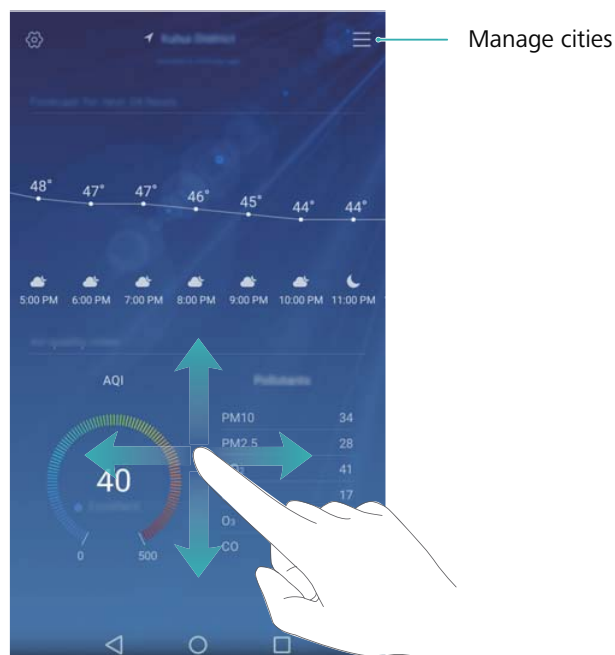 Manage cities
48° 47° 47° 46° 45° 44° 44°
5:00 PM 6:00 PM 7:00 PM 8:00 PM 9:00 PM 10:00 PM 11:00 PM
AQI
Pollutants
PM10 34
PM2.5 28
41
40
17
O3
0 500
CO